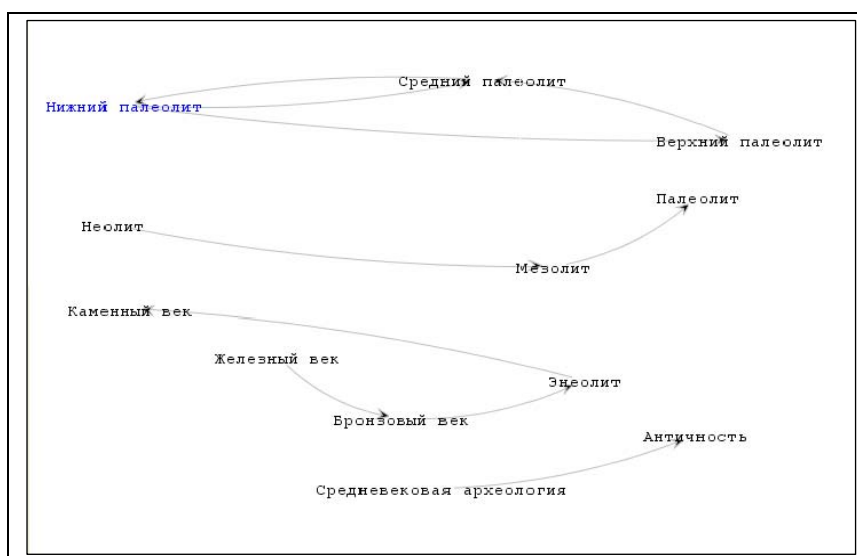 Средний палеолит
Нижний палеолит
Верхний палеолит
Палеолит
Неолит
Мезолит
Каменный век
Железный век
Энеолит
Бронзовый век
Античность
Средневековая археология